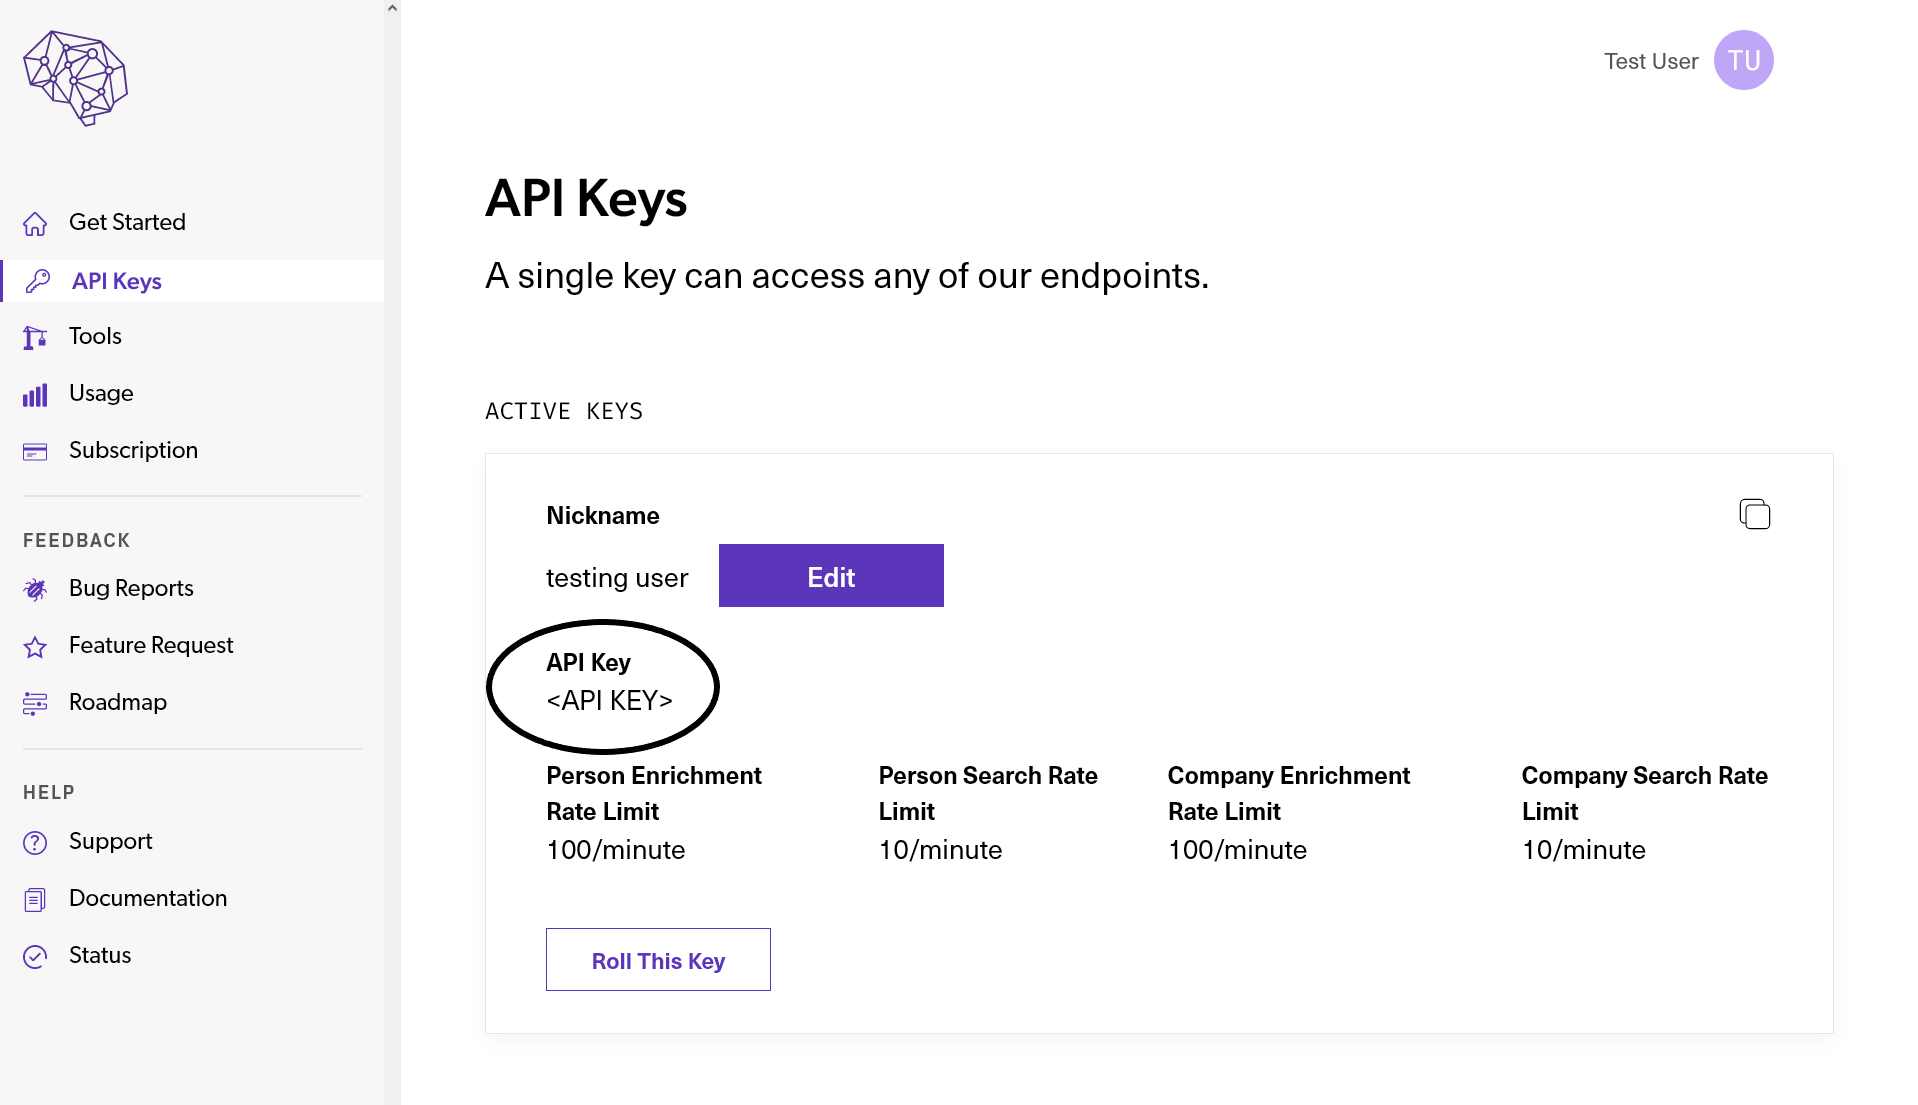 Test User
TU
Get Started
API Keys
Tools
Usage
Subscription
FEEDBACK
Bug Reports
Feature Request
Roadmap
HELP
Support
Documentation
Status
API Keys
A single key can access any of our endpoints.
ACTIVE KEYS
Nickname
testing user
Edit
API Key
<API KEY>
Person Enrichment
Rate Limit
100/minute
Person Search Rate
Limit
10/minute
Company Enrichment
Rate Limit
100/minute
Company Search Rate
Limit
10/minute
Roll This Key